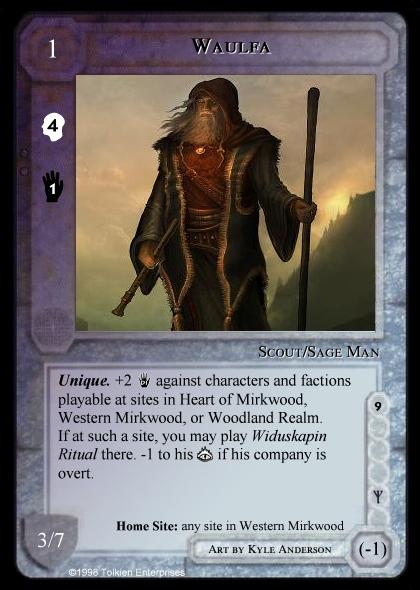 1
Waulfa
4
1
Scout/Sage Man
Unique. +2 against characters and factions
playable at sites in Heart of Mirkwood,
Western Mirkwood, or Woodland Realm.
If at such a site, you may play Widuskapin
Ritual there. -1 to his if his company is
overt.
9
Home Site: any site in Western Mirkwood
3/7
Art by Kyle Anderson
(-1)
©1998 Tolkien Enterprises